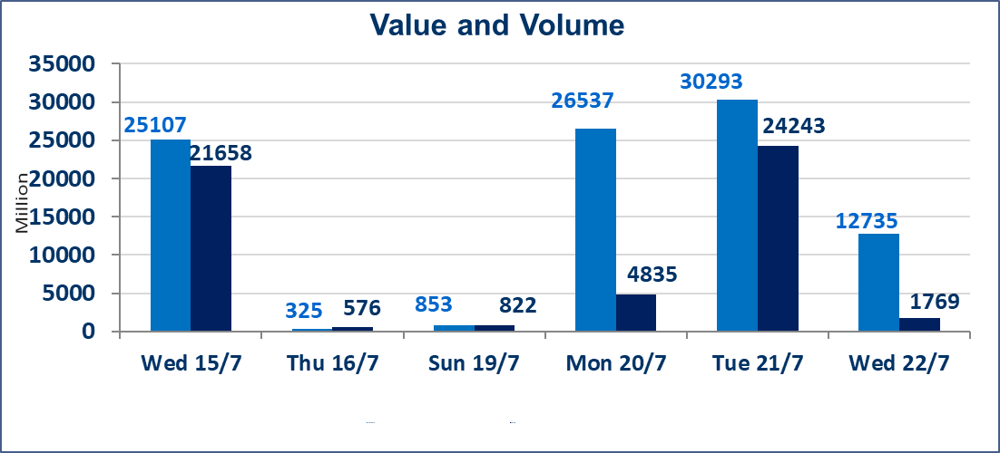 Value and Volume
35000
30000
25000
20000
15000
10000
5000
0
Million
25107
21658
325
576
853
822
26537
4835
30293
24243
12735
1769
Wed 15/7
Thu 16/7
Sun 19/7
Mon 20/7
Tue 21/7
Wed 22/7